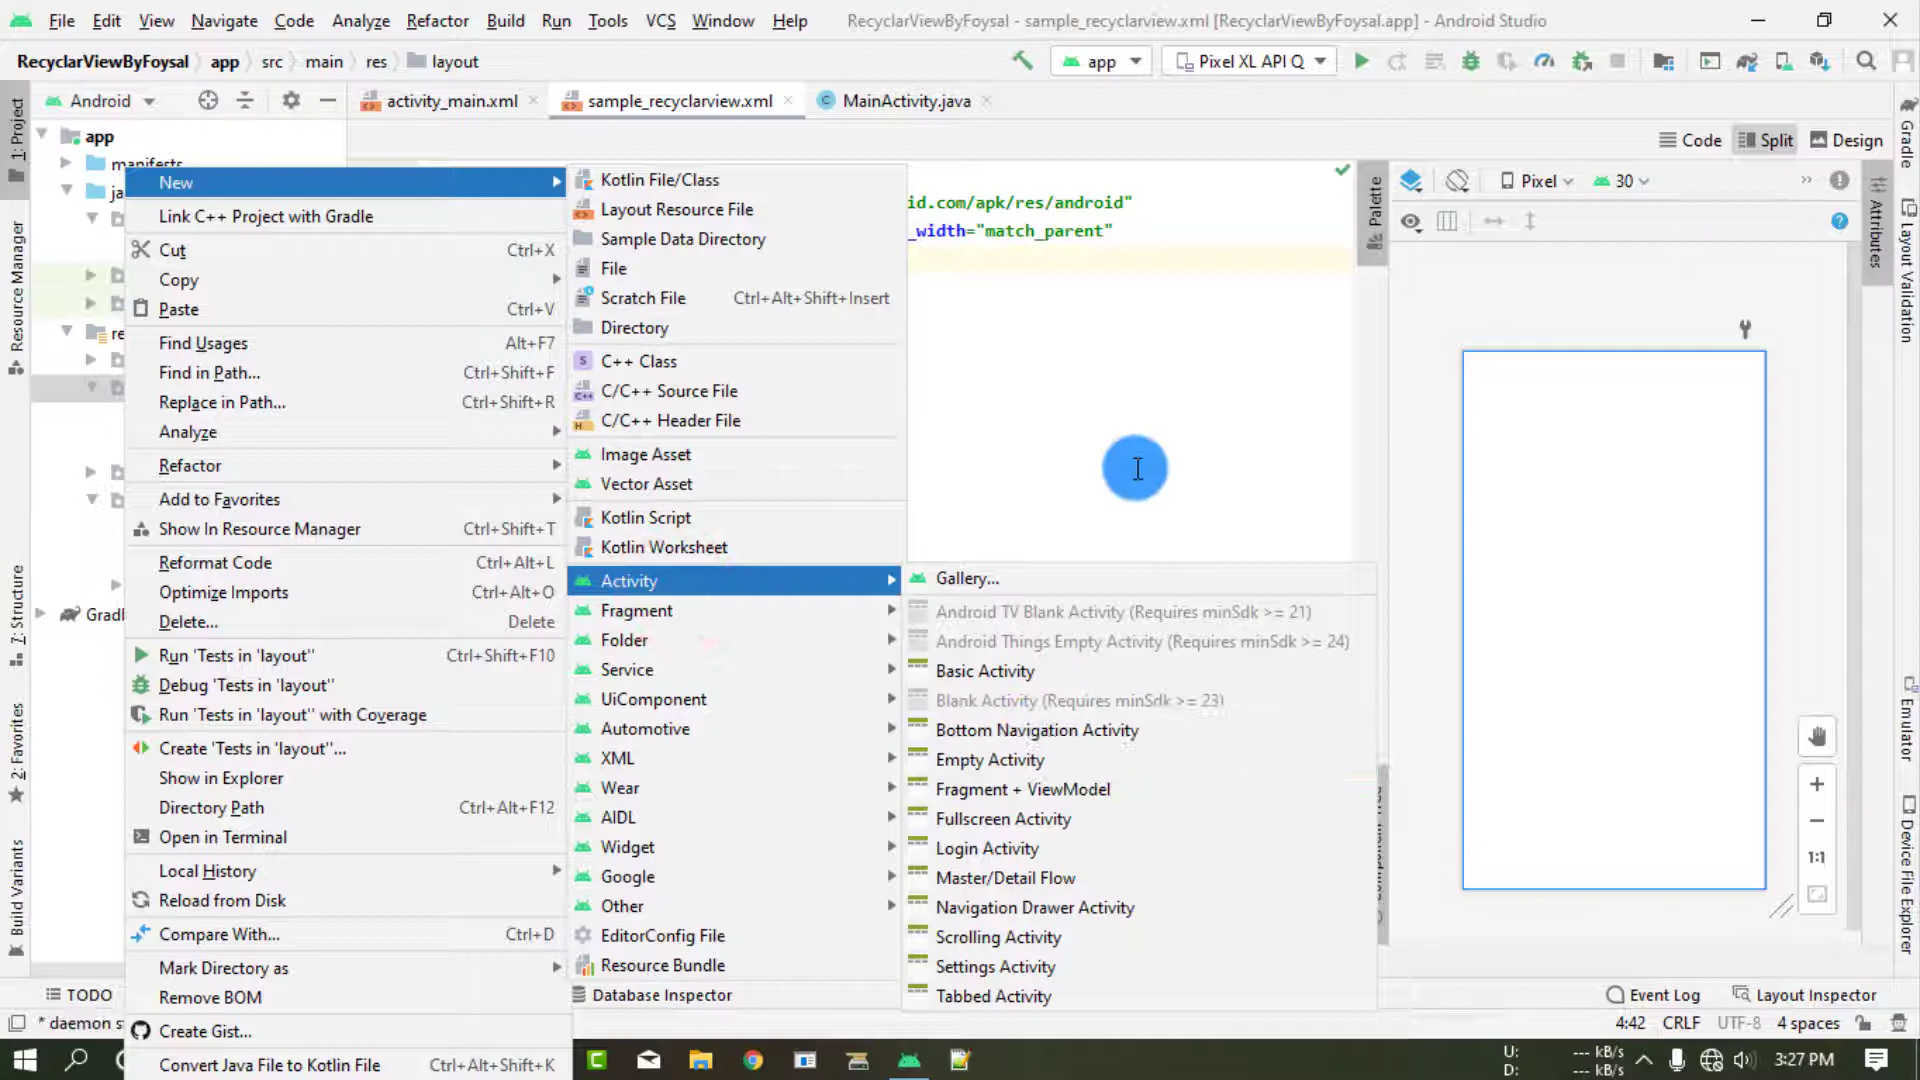 File Edit View Navigate Code Analyze Refactor Build Run Tools VCS Window Help RecyclarViewByFoysal - sample_recyclarview.xml [RecyclarViewByFoysal.app] - Android Studio
RecyclarViewByFoysal app src main res layout app Pixel XL API Q
Android activity_main.xml sample_recyclarview.xml MainActivity.java
Code Split Design
app
manifests
New
Link C++ Project with Gradle
Cut Ctrl+X
Copy
Paste Ctrl+V
Find Usages Alt+F7
Find in Path... Ctrl+Shift+F
Replace in Path... Ctrl+Shift+R
Analyze
Refactor
Add to Favorites
Show In Resource Manager Ctrl+Shift+T
Reformat Code Ctrl+Alt+L
Optimize Imports Ctrl+Alt+O
Delete... Delete
Run 'Tests in 'layout'' Ctrl+Shift+F10
Debug 'Tests in 'layout''
Run 'Tests in 'layout'' with Coverage
Create 'Tests in 'layout''...
Show in Explorer
Directory Path Ctrl+Alt+F12
Open in Terminal
Local History
Reload from Disk
Compare With... Ctrl+D
Mark Directory as
Remove BOM
Create Gist...
Convert Java File to Kotlin File Ctrl+Alt+Shift+K
Kotlin File/Class
Layout Resource File
Sample Data Directory
File
Scratch File Ctrl+Alt+Shift+Insert
Directory
C++ Class
C/C++ Source File
C/C++ Header File
Image Asset
Vector Asset
Kotlin Script
Kotlin Worksheet
Activity
Fragment
Folder
Service
UiComponent
Automotive
XML
Wear
AIDL
Widget
Google
Other
EditorConfig File
Resource Bundle
Database Inspector
Gallery...
Android TV Blank Activity (Requires minSdk >= 21)
Android Things Empty Activity (Requires minSdk >= 24)
Basic Activity
Blank Activity (Requires minSdk >= 23)
Bottom Navigation Activity
Empty Activity
Fragment + ViewModel
Fullscreen Activity
Login Activity
Master/Detail Flow
Navigation Drawer Activity
Scrolling Activity
Settings Activity
Tabbed Activity
id.com/apk/res/android"
_width="match_parent"
Palette
Pixel 30
Attributes
1:1
1: Project
Resource Manager
7: Structure
2: Favorites
Build Variants
Gradle
Layout Validation
Emulator
Device File Explorer
TODO
Event Log Layout Inspector
* daemon s
4:42 CRLF UTF-8 4 spaces
U: --- kB/s
D: --- kB/s
3:27 PM